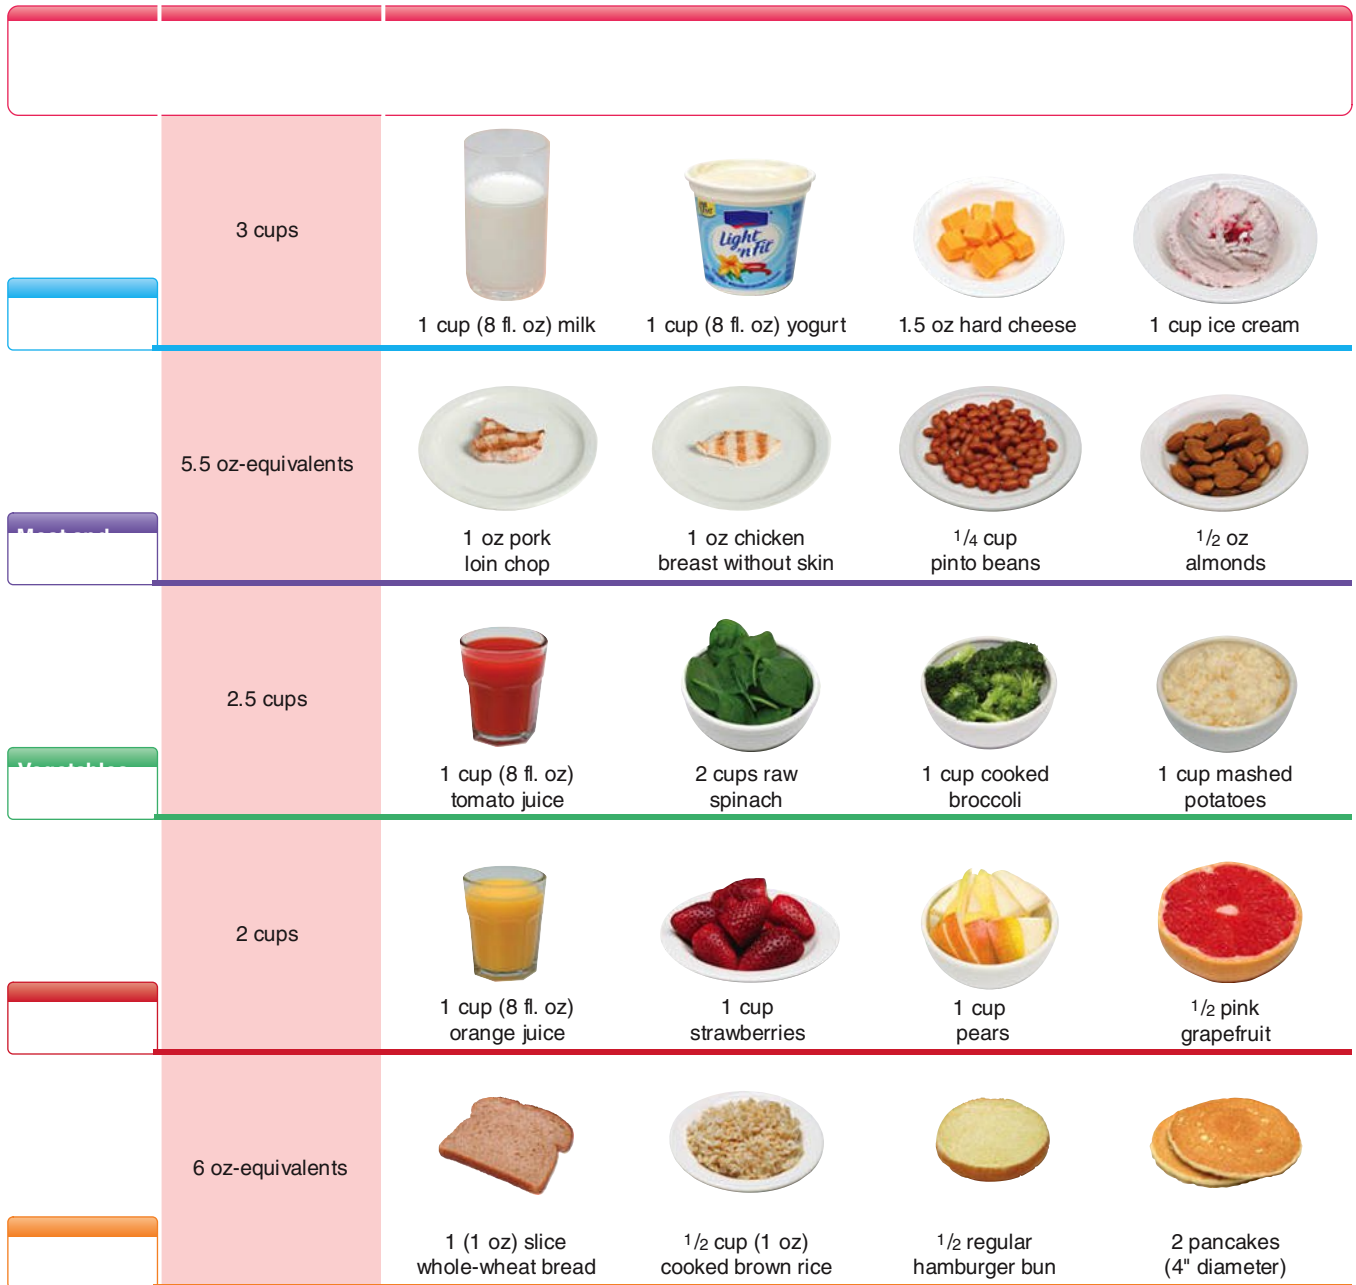 3 cups
Light
'n Fit
1 cup (8 fl. oz) milk
1 cup (8 fl. oz) yogurt
1.5 oz hard cheese
1 cup ice cream
5.5 oz-equivalents
1 oz pork
loin chop
1 oz chicken
breast without skin
1/4 cup
pinto beans
1/2 oz
almonds
2.5 cups
1 cup (8 fl. oz)
tomato juice
2 cups raw
spinach
1 cup cooked
broccoli
1 cup mashed
potatoes
2 cups
1 cup (8 fl. oz)
orange juice
1 cup
strawberries
1 cup
pears
1/2 pink
grapefruit
6 oz-equivalents
1 (1 oz) slice
whole-wheat bread
1/2 cup (1 oz)
cooked brown rice
1/2 regular
hamburger bun
2 pancakes
(4" diameter)